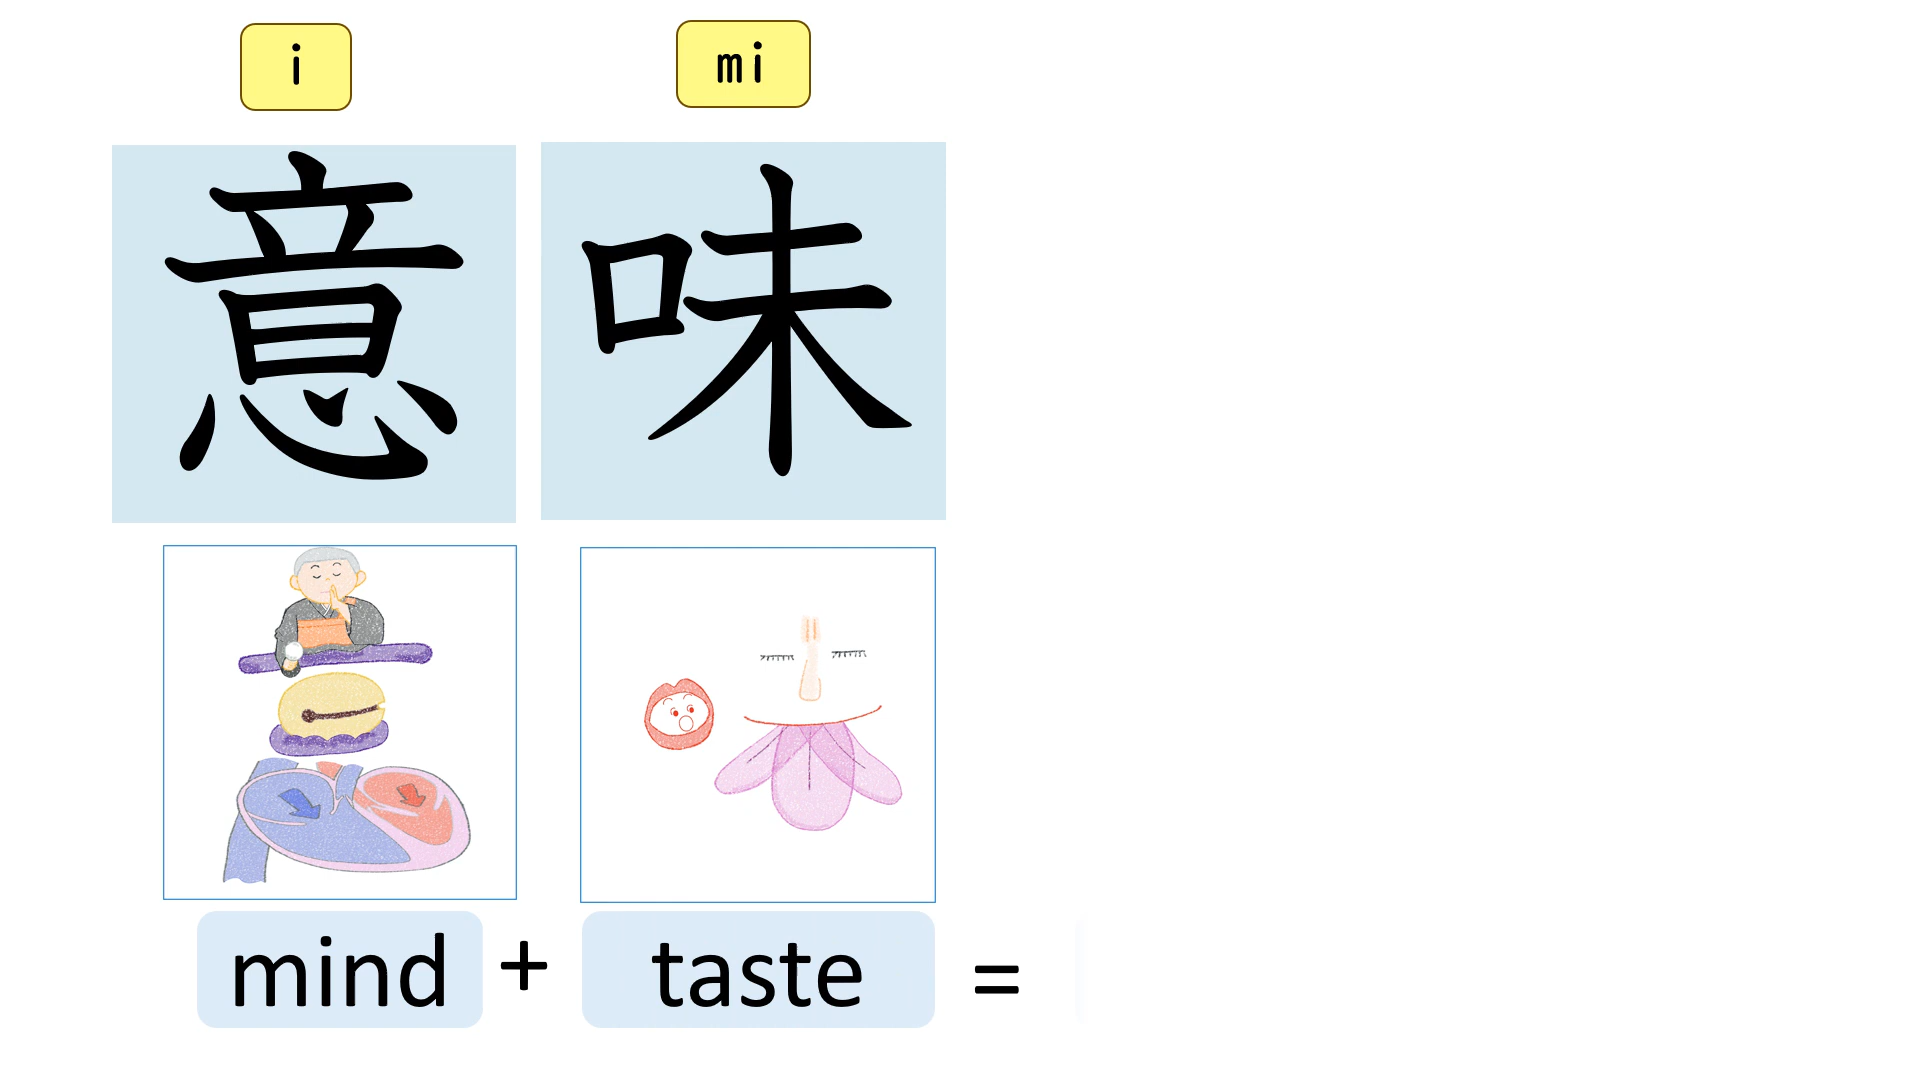 i mi
意味
mind + taste =